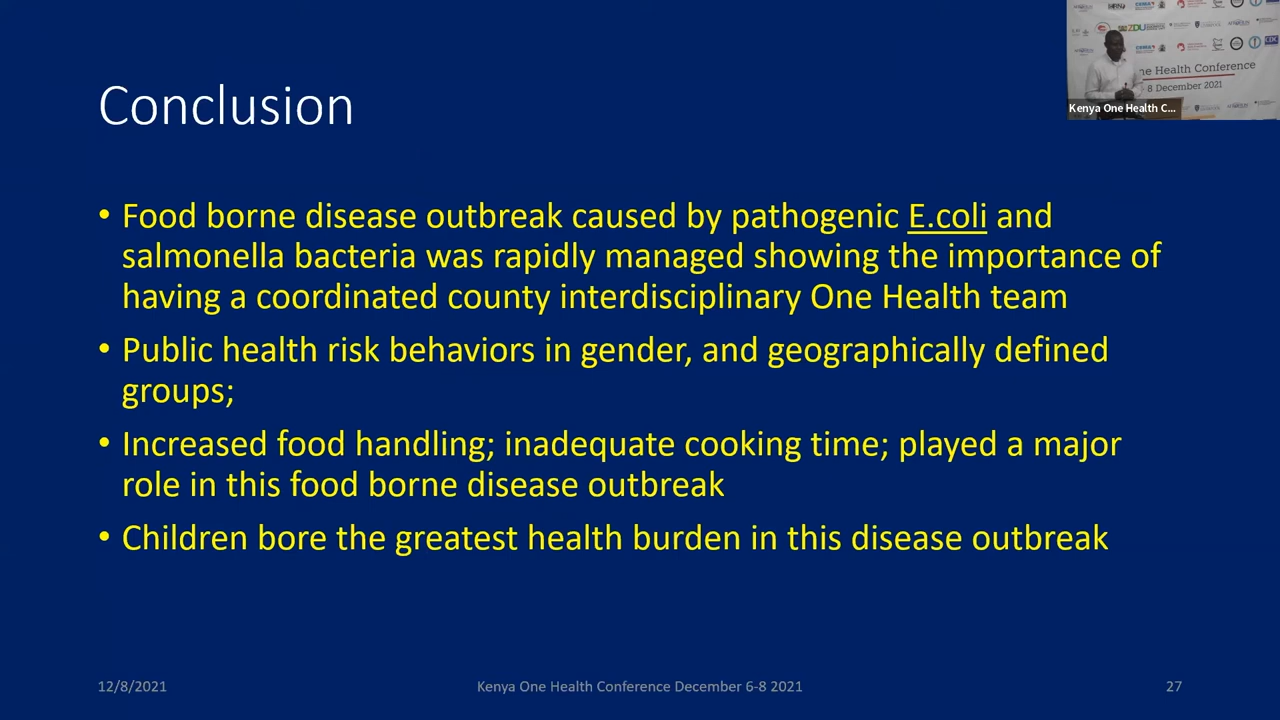 Conclusion
• Food borne disease outbreak caused by pathogenic E.coli and
salmonella bacteria was rapidly managed showing the importance of
having a coordinated county interdisciplinary One Health team
• Public health risk behaviors in gender, and geographically defined
groups;
• Increased food handling; inadequate cooking time; played a major
role in this food borne disease outbreak
• Children bore the greatest health burden in this disease outbreak
12/8/2021
Kenya One Health Conference December 6-8 2021
27
ZDU
ne Health Conference
8 December 2021
Kenya One Health C...